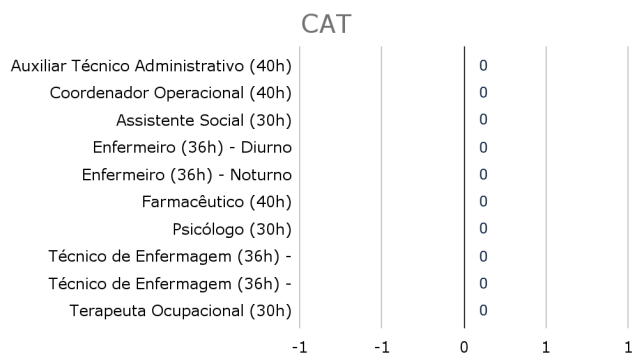 CAT
Auxiliar Técnico Administrativo (40h) 0
Coordenador Operacional (40h) 0
Assistente Social (30h) 0
Enfermeiro (36h) - Diurno 0
Enfermeiro (36h) - Noturno 0
Farmacêutico (40h) 0
Psicólogo (30h) 0
Técnico de Enfermagem (36h) - 0
Técnico de Enfermagem (36h) - 0
Terapeuta Ocupacional (30h) 0
-1 -1 0 1 1